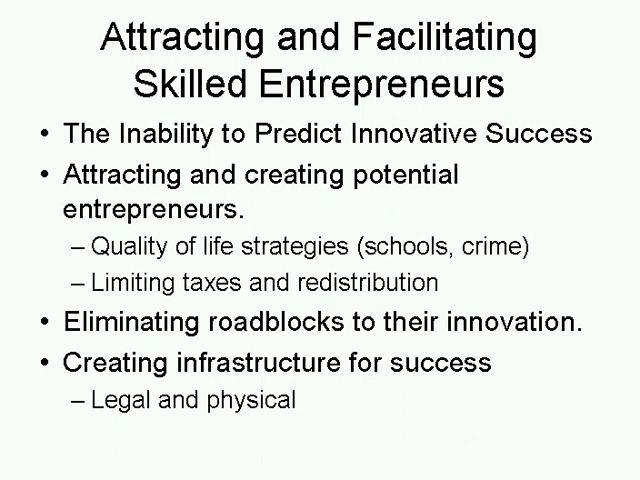 Attracting and Facilitating
Skilled Entrepreneurs
• The Inability to Predict Innovative Success
• Attracting and creating potential
entrepreneurs.
– Quality of life strategies (schools, crime)
– Limiting taxes and redistribution
• Eliminating roadblocks to their innovation.
• Creating infrastructure for success
– Legal and physical